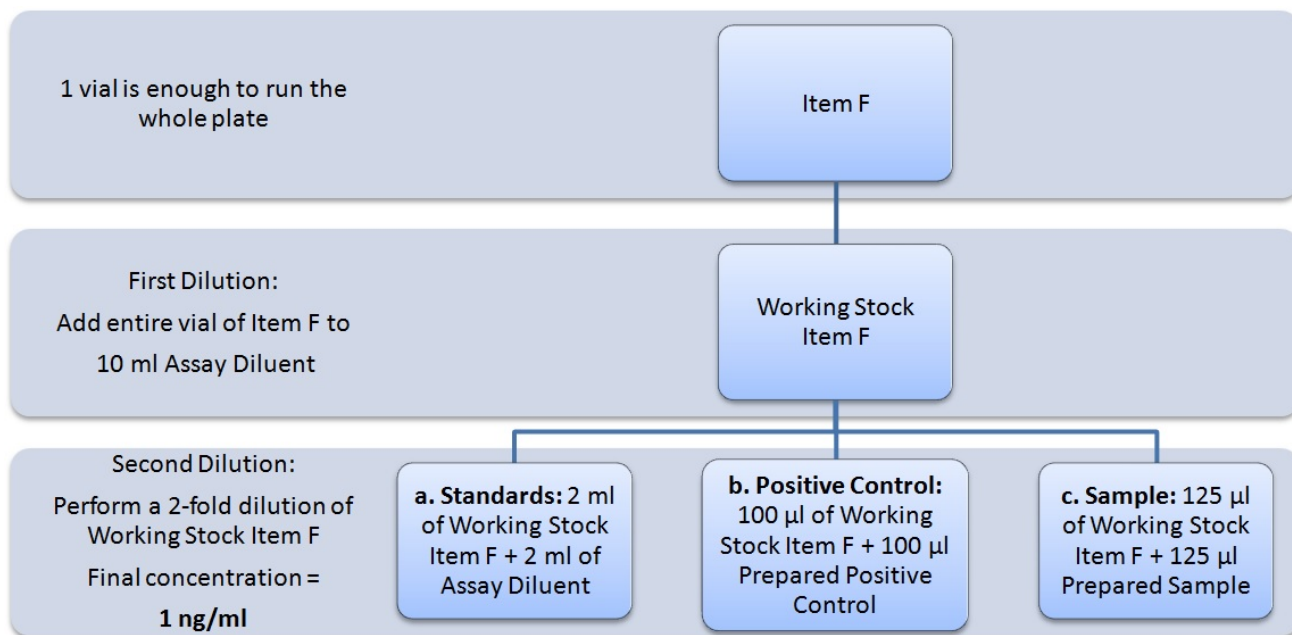 1 vial is enough to run the
whole plate
Item F
First Dilution:
Add entire vial of Item F to
10 ml Assay Diluent
Working Stock
Item F
Second Dilution:
Perform a 2-fold dilution of
Working Stock Item F
Final concentration =
1 ng/ml
a. Standards: 2 ml
of Working Stock
Item F + 2 ml of
Assay Diluent
b. Positive Control:
100 µl of Working
Stock Item F + 100 µl
Prepared Positive
Control
c. Sample: 125 µl
of Working Stock
Item F + 125 µl
Prepared Sample